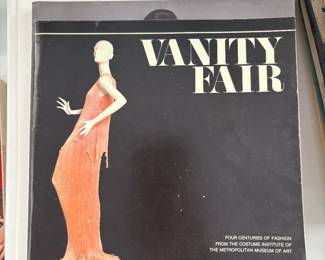 VANITY
FAIR
FOUR CENTURIES OF FASHION
FROM THE COSTUME INSTITUTE OF
THE METROPOLITAN MUSEUM OF ART